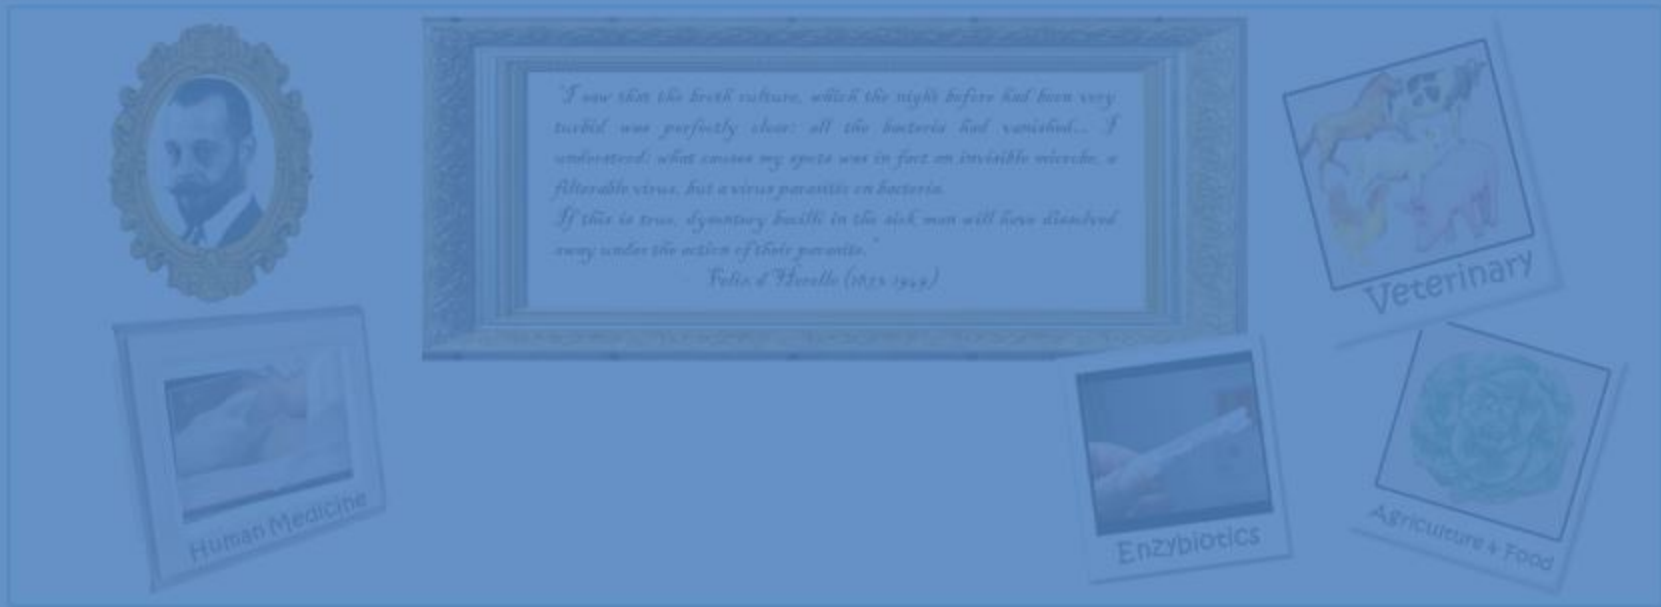 "I saw that the broth culture, which the night before had been very
turbid was perfectly clear: all the bacteria had vanished... I
understood: what causes my spots was in fact an invisible microbe, a
filterable virus, but a virus parasitic on bacteria.
If this is true, dysentery bacilli in the sick man will have dissolved
away under the action of their parasite."
Felix d'Herelle (1873-1949)
Veterinary
Human Medicine
Enzybiotics
Agriculture & Food